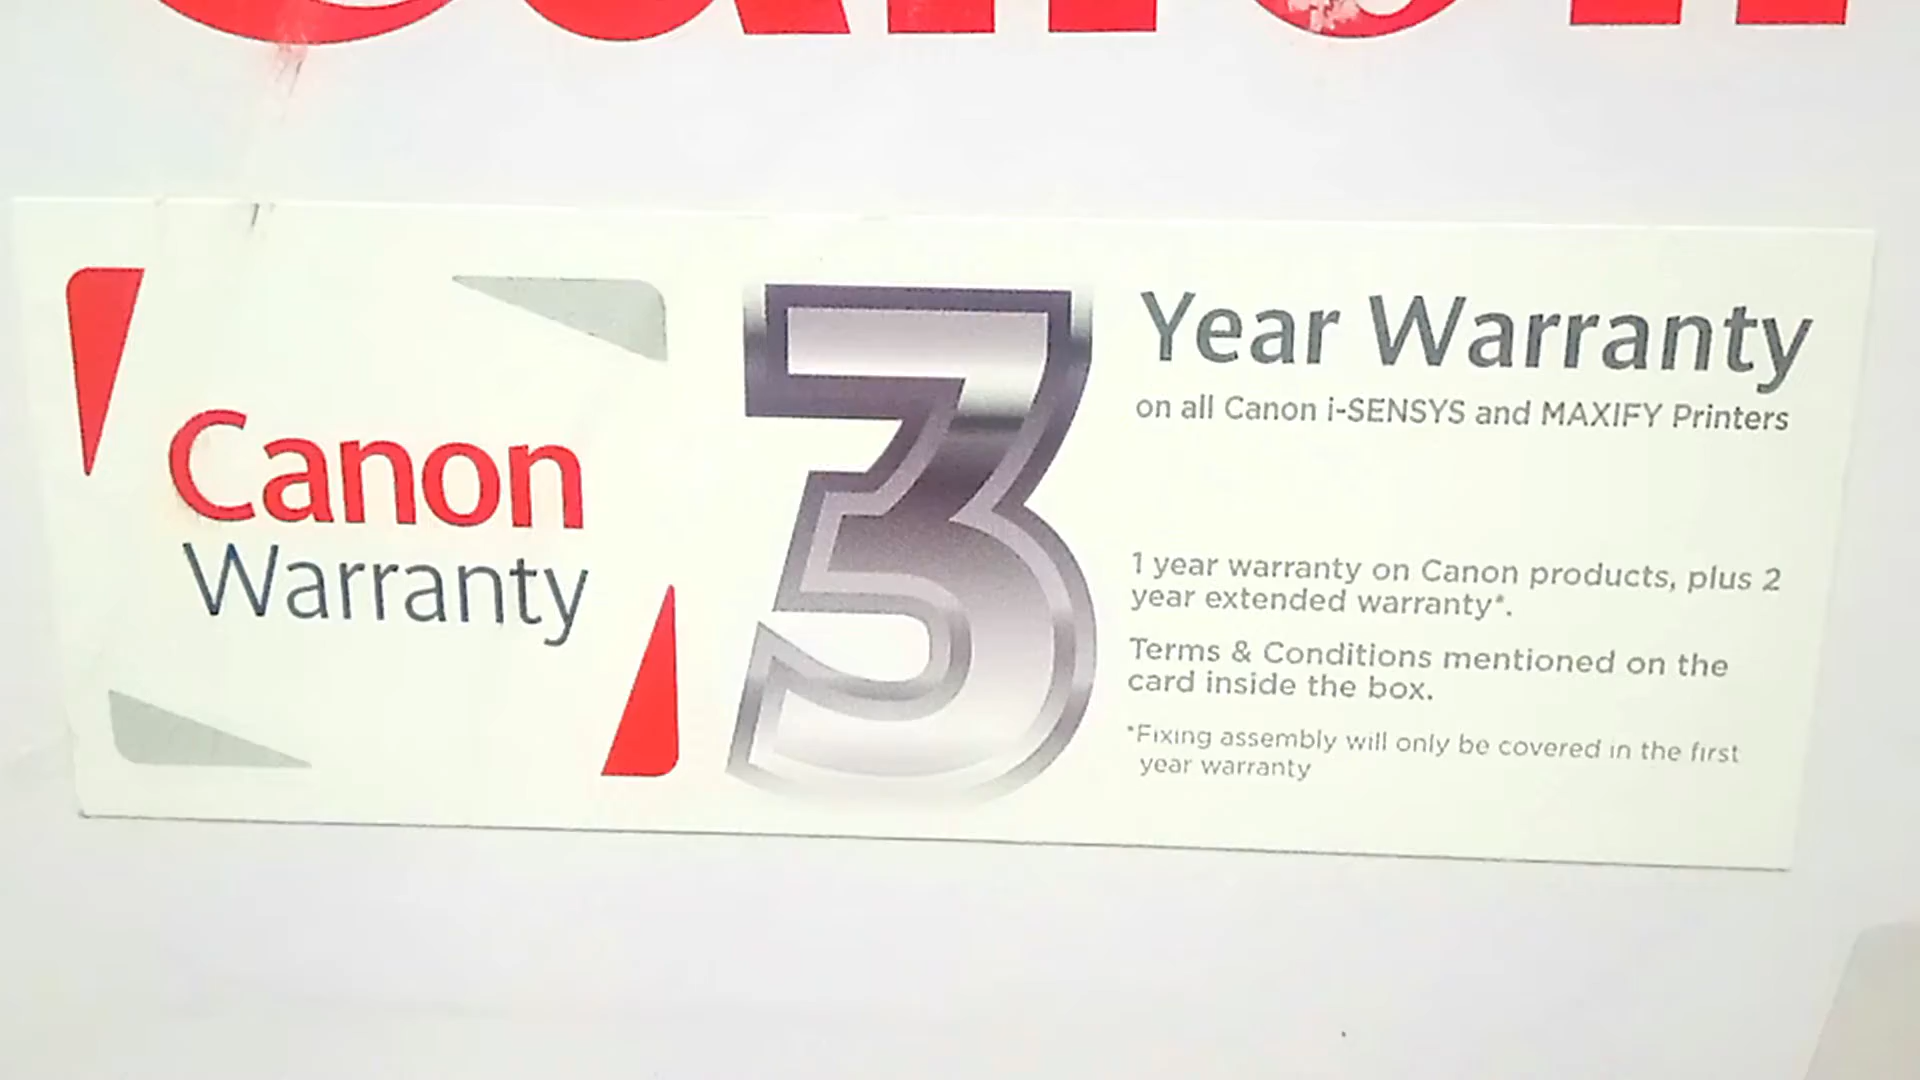 Canon
Canon
Warranty
3
Year Warranty
on all Canon i-SENSYS and MAXIFY Printers
1 year warranty on Canon products, plus 2
year extended warranty*.
Terms & Conditions mentioned on the
card inside the box.
*Fixing assembly will only be covered in the first
year warranty